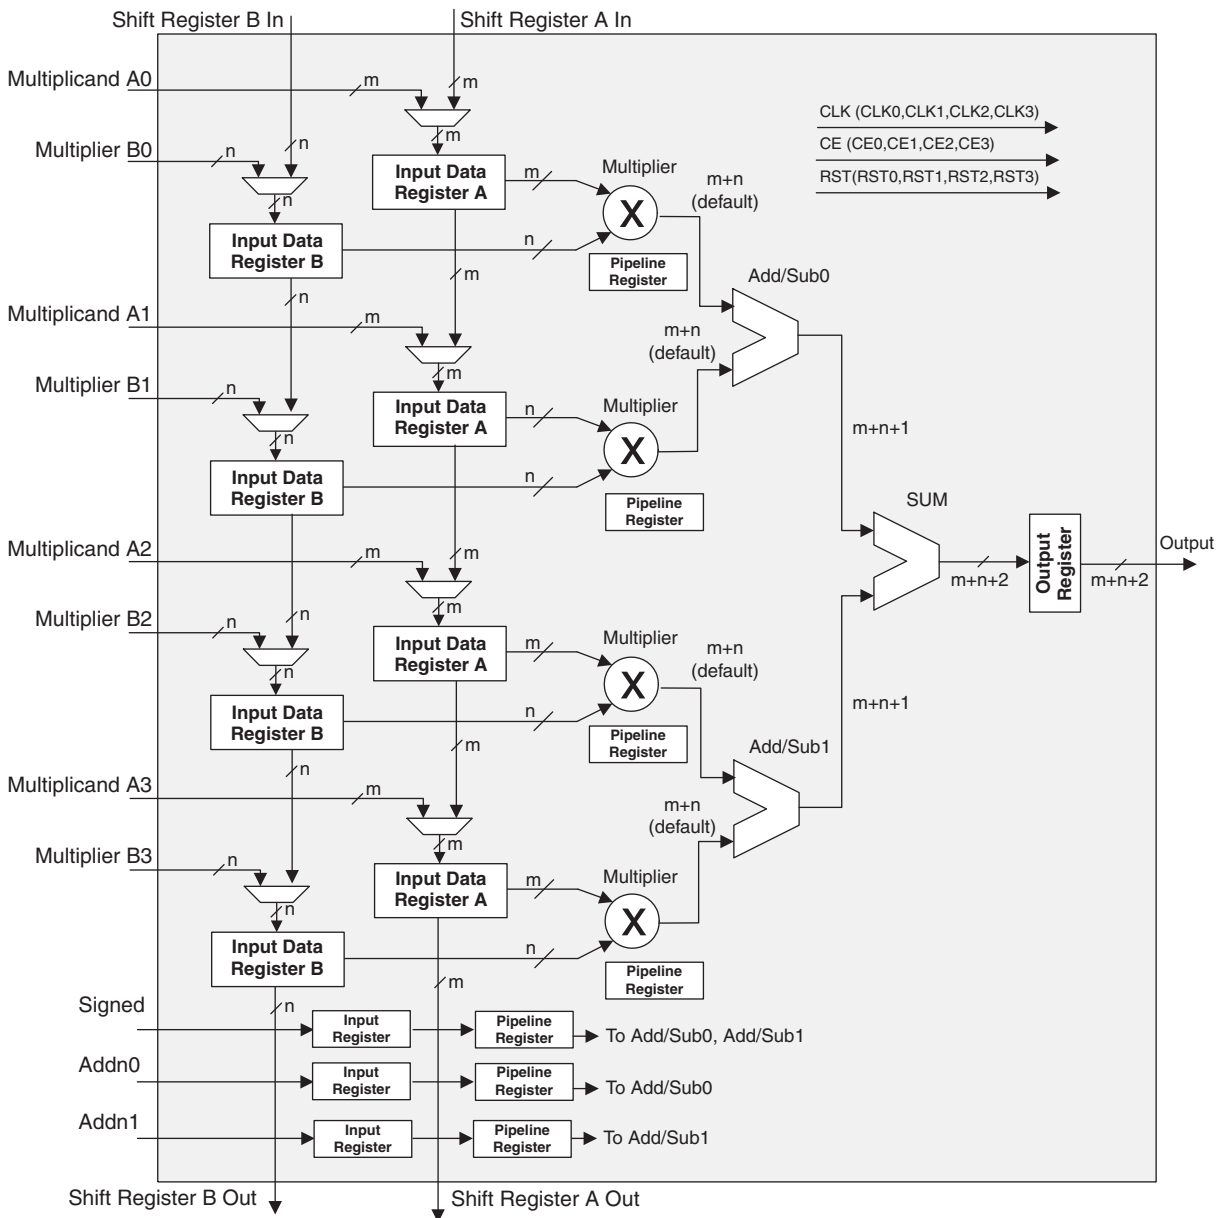 Shift Register B In
Shift Register A In
Multiplicand A0
m
m
CLK (CLK0,CLK1,CLK2,CLK3)
m
Multiplier B0
n
n
CE (CE0,CE1,CE2,CE3)
Input Data
Register A
m
Multiplier
m+n
(default)
RST(RST0,RST1,RST2,RST3)
n
X
Input Data
Register B
n
m
Pipeline
Register
Add/Sub0
n
Multiplicand A1
m
m+n
(default)
m
Multiplier B1
n
Input Data
Register A
n
Multiplier
m+n+1
n
X
Input Data
Register B
n
Pipeline
Register
SUM
Multiplicand A2
m
m
Output
m+n+2
Output
Register
m+n+2
m
Multiplier B2
n
n
Input Data
Register A
m
Multiplier
m+n
(default)
n
X
m+n+1
Input Data
Register B
n
Pipeline
Register
m
Add/Sub1
n
Multiplicand A3
m
m+n
(default)
m
Multiplier B3
n
Input Data
Register A
m
Multiplier
n
X
Input Data
Register B
n
Pipeline
Register
m
n
Signed
Input
Register
Pipeline
Register
To Add/Sub0, Add/Sub1
Addn0
Input
Register
Pipeline
Register
To Add/Sub0
Addn1
Input
Register
Pipeline
Register
To Add/Sub1
Shift Register B Out
Shift Register A Out